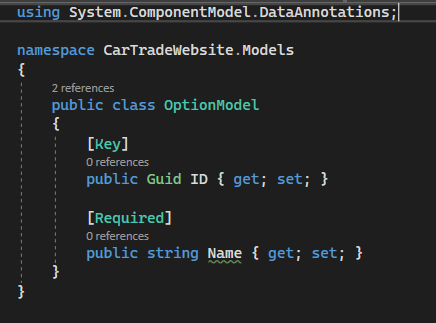 using System.ComponentModel.DataAnnotations;
namespace CarTradeWebsite.Models
{
2 references
public class OptionModel
{
[Key]
0 references
public Guid ID { get; set; }
[Required]
0 references
public string Name { get; set; }
}
}